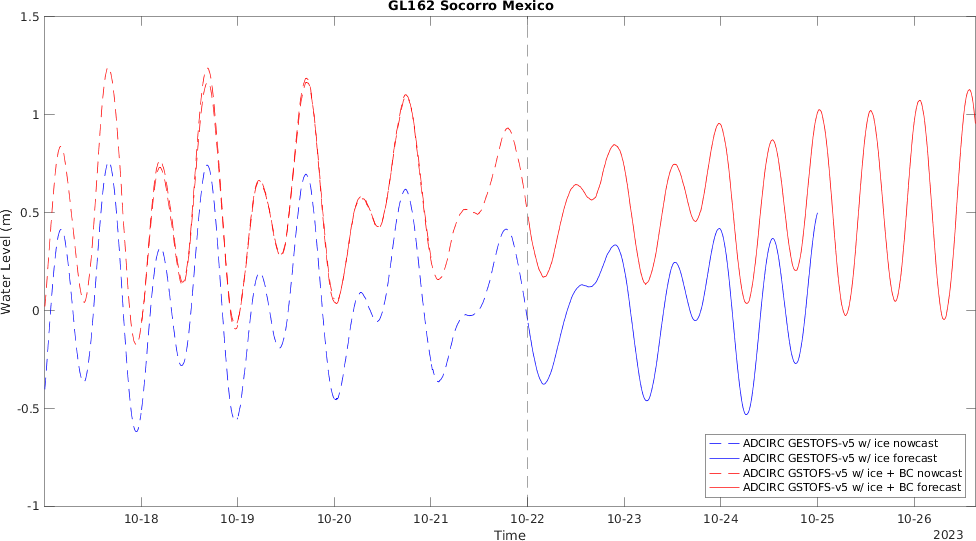 GL162 Socorro Mexico
1.5
1
0.5
0
-0.5
-1
Water Level (m)
ADCIRC GESTOFS-v5 w/ ice nowcast
ADCIRC GESTOFS-v5 w/ ice forecast
ADCIRC GSTOFS-v5 w/ ice + BC nowcast
ADCIRC GSTOFS-v5 w/ ice + BC forecast
10-18 10-19 10-20 10-21 10-22 10-23 10-24 10-25 10-26
Time
2023